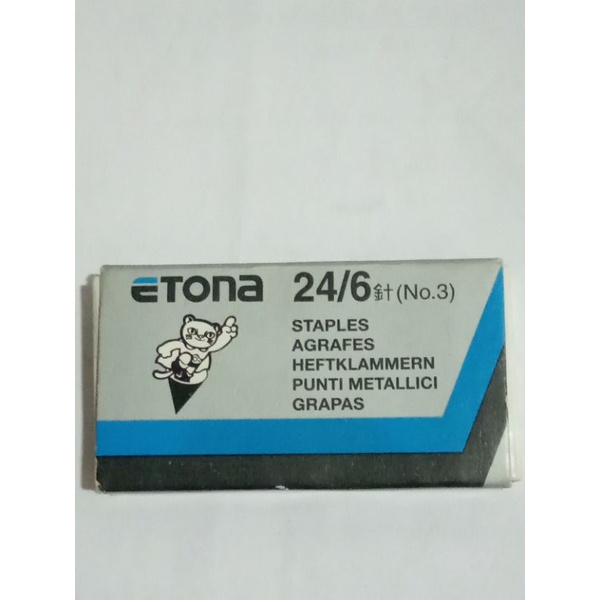 ETONA
24/6 針 (No.3)
STAPLES
AGRAFES
HEFTKLAMMERN
PUNTI METALLICI
GRAPAS